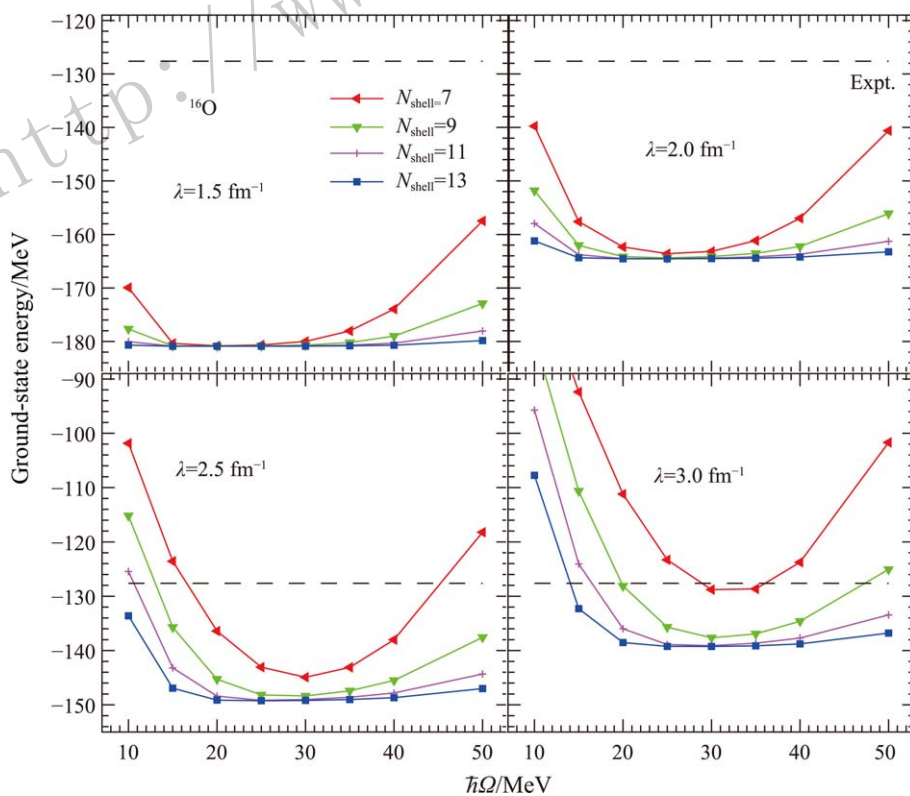 http://www
−120
−130
−140
−150
−160
−170
−180
Expt.
¹⁶O
N_shell=7
N_shell=9
N_shell=11
N_shell=13
λ=1.5 fm⁻¹
λ=2.0 fm⁻¹
Ground-state energy/MeV
−90
−100
−110
−120
−130
−140
−150
λ=2.5 fm⁻¹
λ=3.0 fm⁻¹
10 20 30 40 50 10 20 30 40 50
ℏΩ/MeV